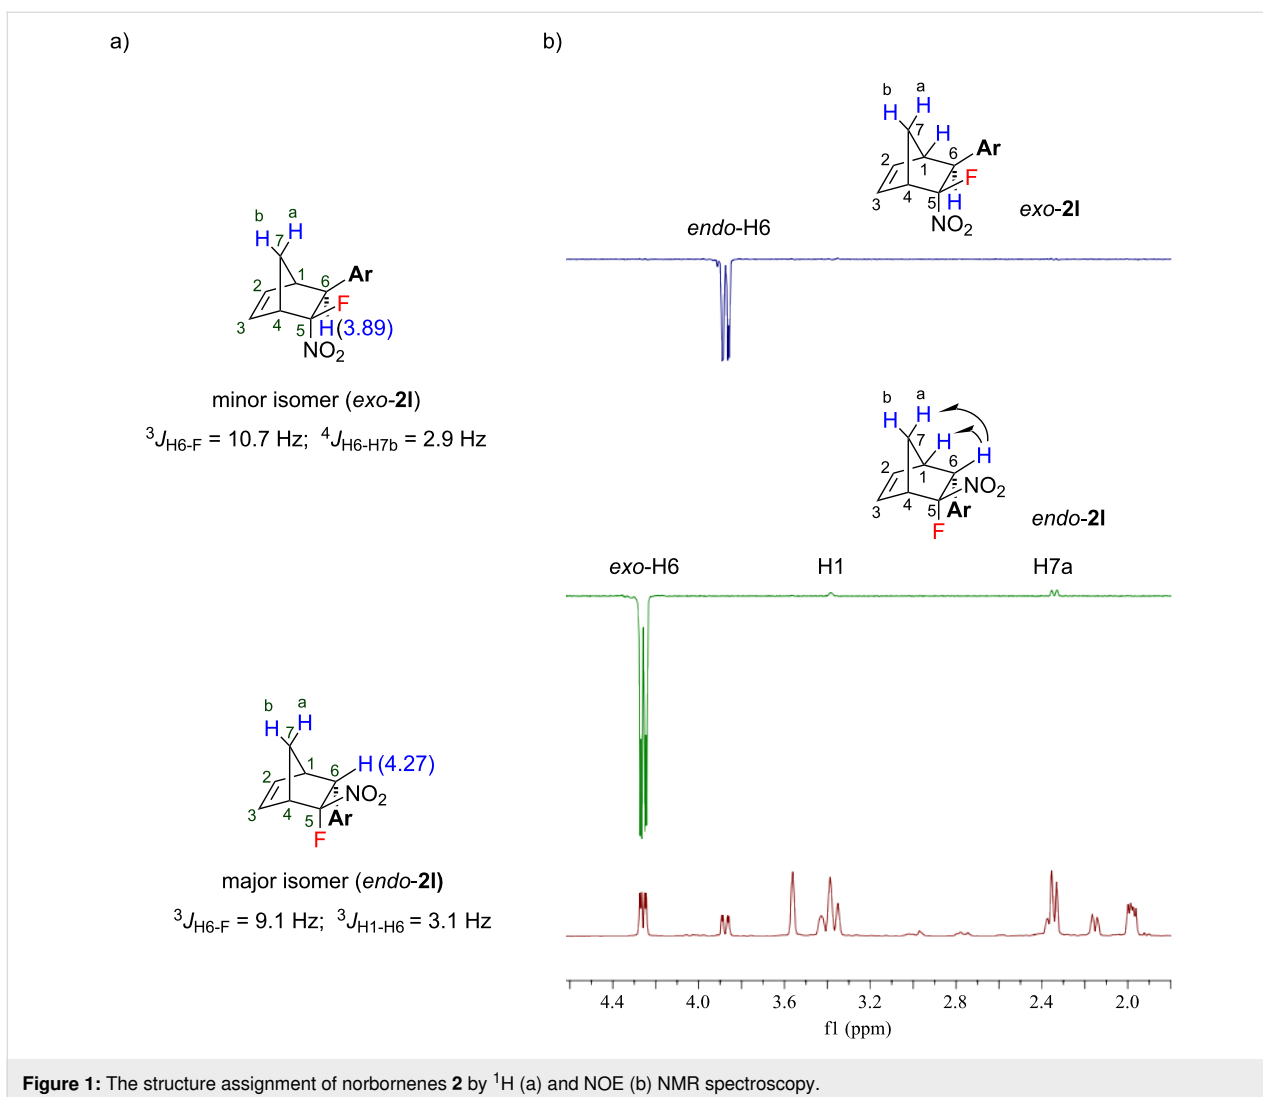 a)
b a
H H
7
1
2 6 Ar
F
3 4 5 H (3.89)
NO2
minor isomer (exo-2l)
3JH6-F = 10.7 Hz; 4JH6-H7b = 2.9 Hz
b a
H H
7
1
2 6 H (4.27)
NO2
3 4 5 Ar
F
major isomer (endo-2l)
3JH6-F = 9.1 Hz; 3JH1-H6 = 3.1 Hz
b)
b a
H H
7 H
2 6 Ar
1 F
3 4 5 H
NO2
exo-2l
endo-H6
b a
H H
7 H
2 6 H
1 NO2
3 4 5 Ar
F
endo-2l
exo-H6 H1 H7a
4.4 4.0 3.6 3.2 2.8 2.4 2.0
f1 (ppm)
Figure 1: The structure assignment of norbornenes 2 by 1H (a) and NOE (b) NMR spectroscopy.